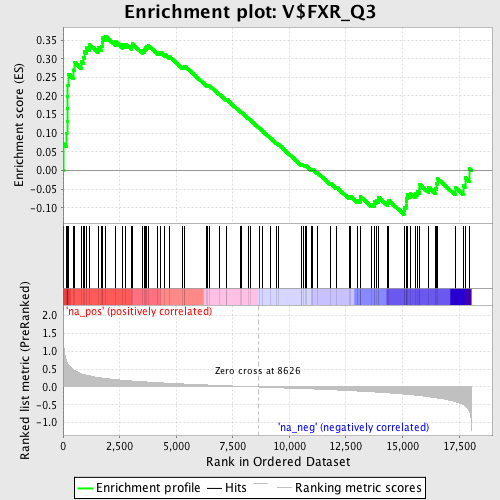 Enrichment plot: V$FXR_Q3
Enrichment score (ES)
0.35
0.30
0.25
0.20
0.15
0.10
0.05
0.00
-0.05
-0.10
'na_pos' (positively correlated)
Ranked list metric (PreRanked)
2.0
1.5
1.0
0.5
0.0
-0.5
-1.0
Zero cross at 8626
'na_neg' (negatively correlated)
0
2,500
5,000
7,500
10,000
12,500
15,000
17,500
Rank in Ordered Dataset
Enrichment profile
Hits
Ranking metric scores